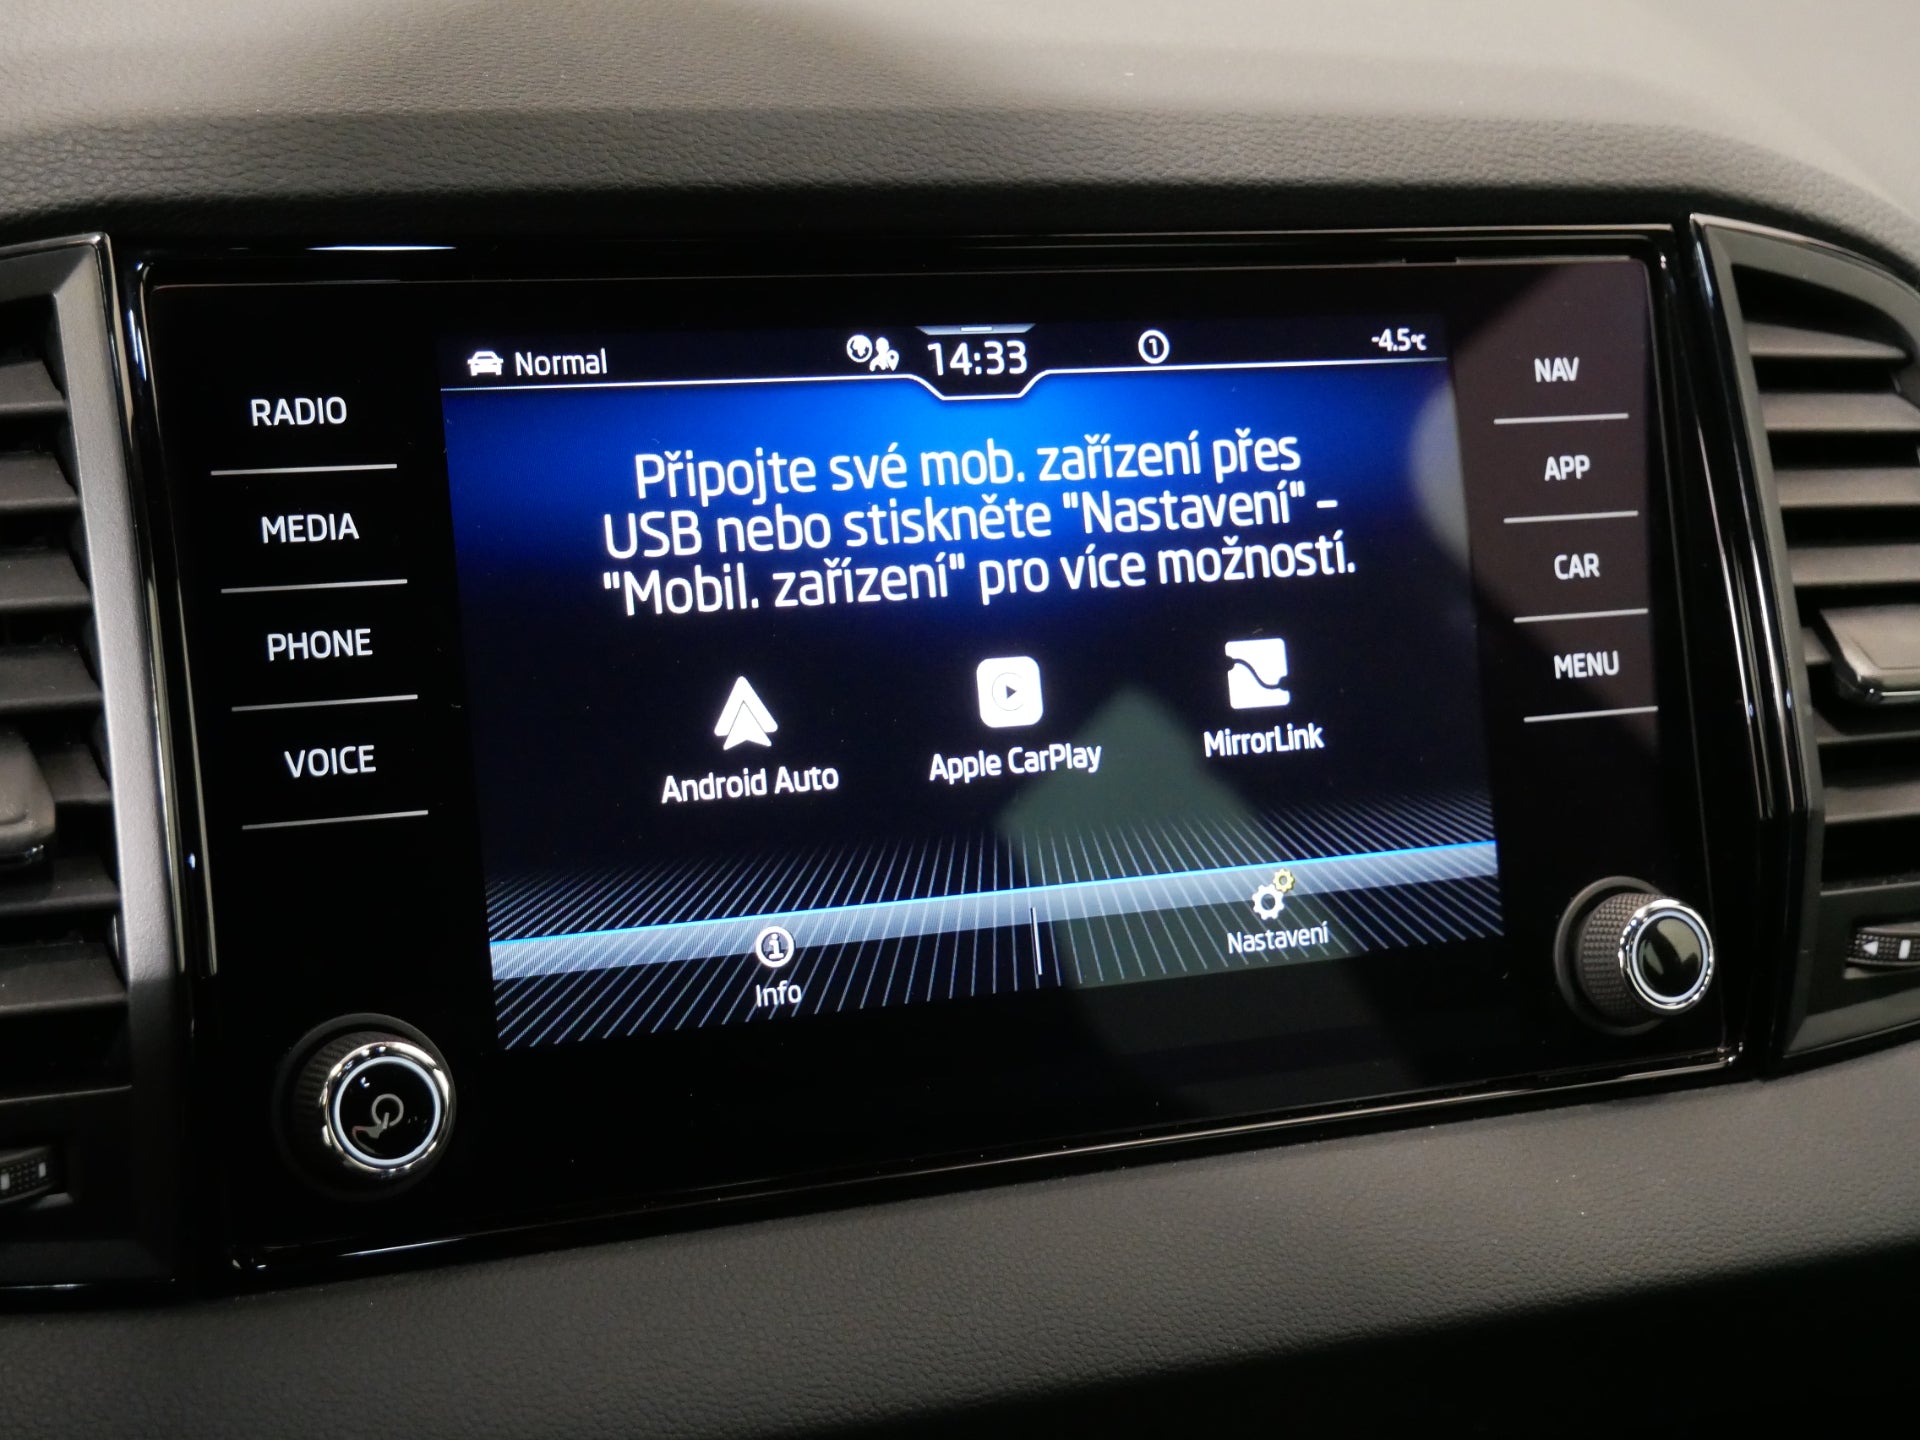 Normal
14:33
1
-4.5°C
RADIO
MEDIA
PHONE
VOICE
NAV
APP
CAR
MENU
Připojte své mob. zařízení přes
USB nebo stiskněte "Nastavení" –
"Mobil. zařízení" pro více možností.
Android Auto
Apple CarPlay
MirrorLink
Info
Nastavení